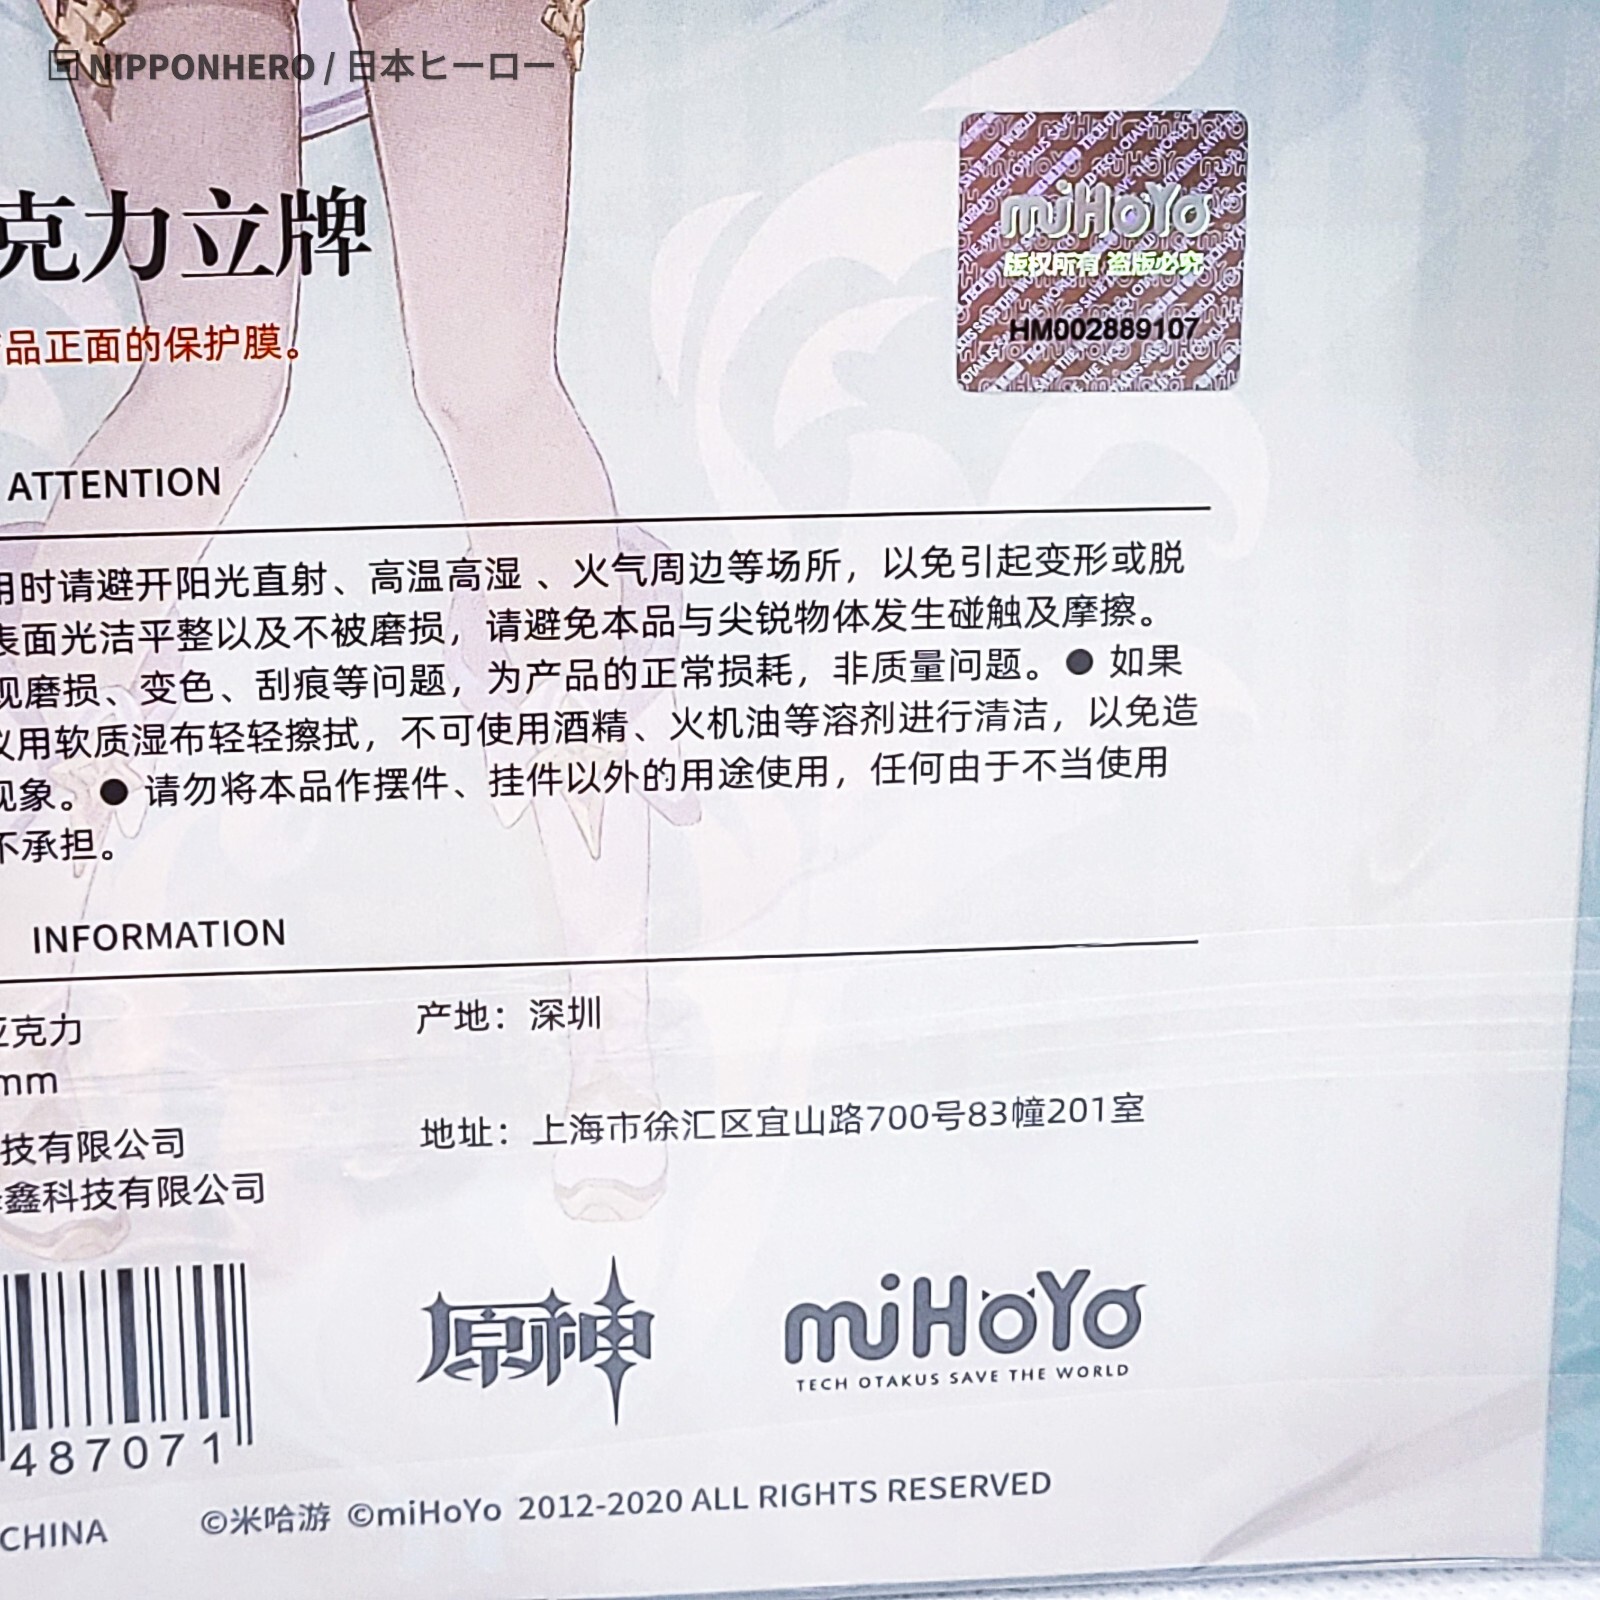 NIPPONHERO / 日本ヒーロー
miHoYo
版权所有 盗版必究
HM002889107
克力立牌
品正面的保护膜。
ATTENTION
用时请避开阳光直射、高温高湿 、火气周边等场所，以免引起变形或脱
表面光洁平整以及不被磨损，请避免本品与尖锐物体发生碰触及摩擦。
现磨损、变色、刮痕等问题，为产品的正常损耗，非质量问题。● 如果
议用软质湿布轻轻擦拭，不可使用酒精、火机油等溶剂进行清洁，以免造
现象。● 请勿将本品作摆件、挂件以外的用途使用，任何由于不当使用
不承担。
INFORMATION
亚克力
产地：深圳
mm
技有限公司
地址：上海市徐汇区宜山路700号83幢201室
鑫科技有限公司
487071
原神
miHoYo
TECH OTAKUS SAVE THE WORLD
CHINA
©米哈游 ©miHoYo 2012-2020 ALL RIGHTS RESERVED